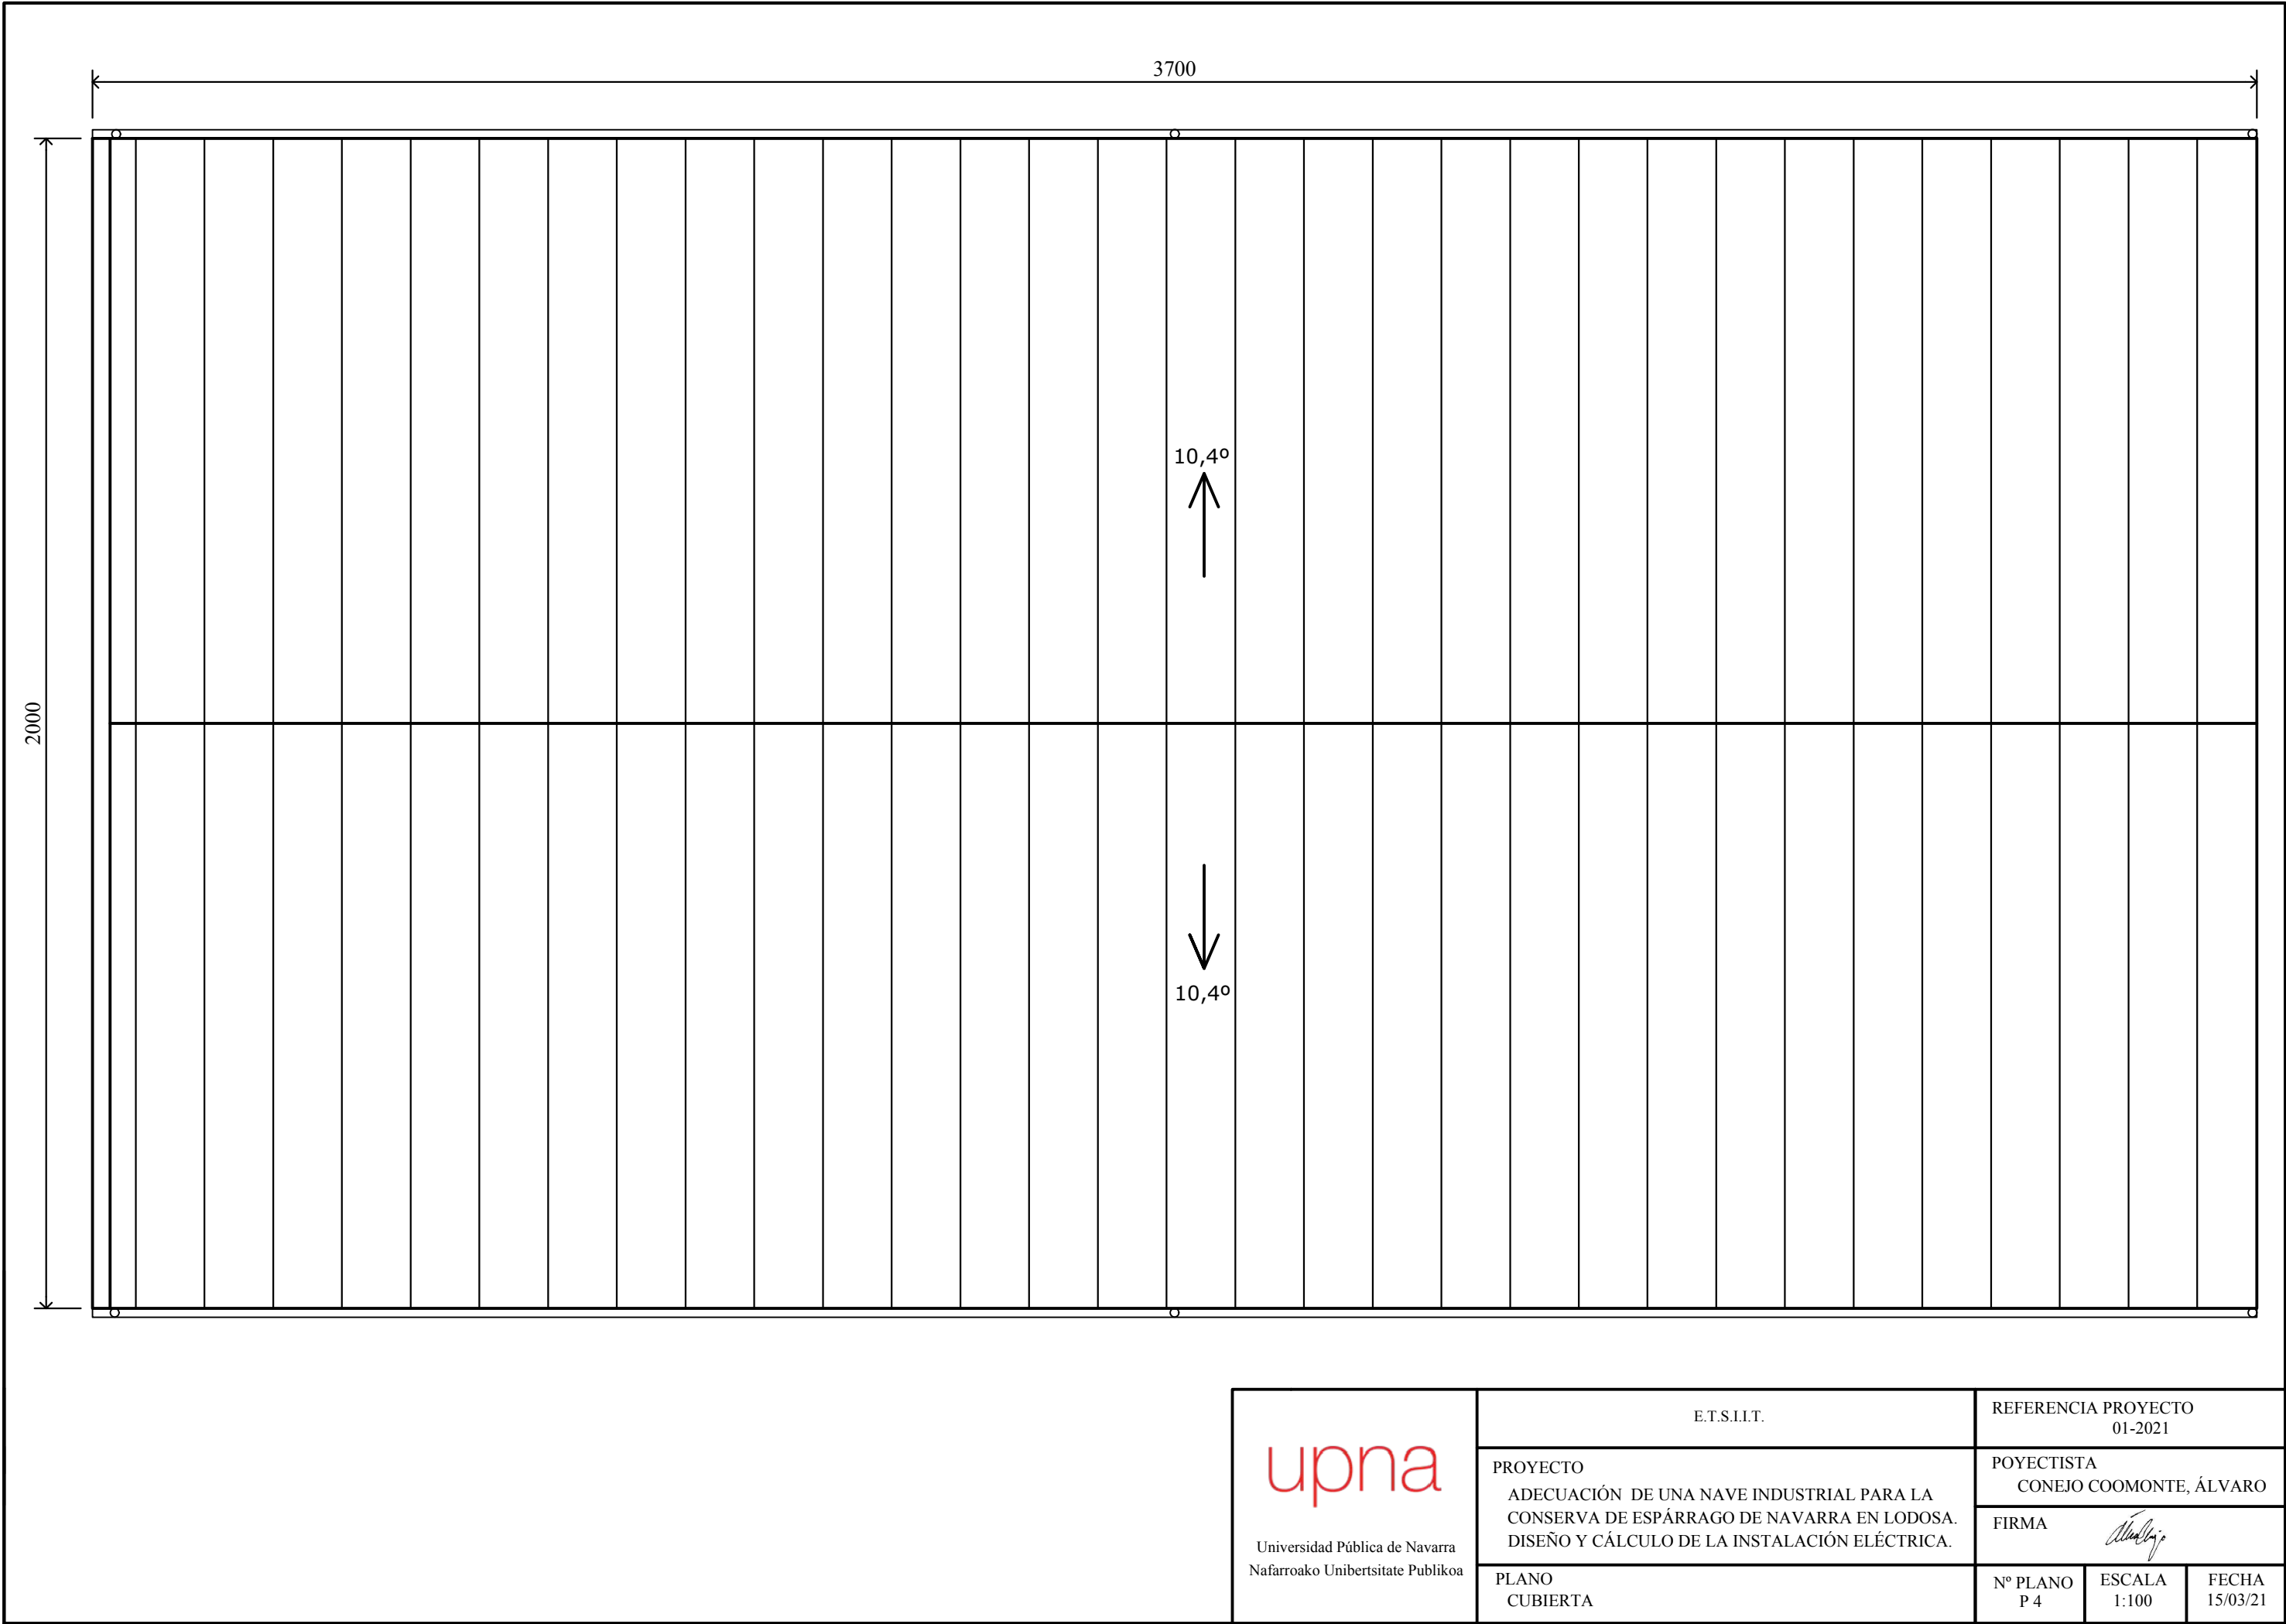 3700
2000
10,4º
10,4º
upna
Universidad Pública de Navarra
Nafarroako Unibertsitate Publikoa
E.T.S.I.I.T.
PROYECTO
ADECUACIÓN DE UNA NAVE INDUSTRIAL PARA LA
CONSERVA DE ESPÁRRAGO DE NAVARRA EN LODOSA.
DISEÑO Y CÁLCULO DE LA INSTALACIÓN ELÉCTRICA.
PLANO
CUBIERTA
REFERENCIA PROYECTO
01-2021
POYECTISTA
CONEJO COOMONTE, ÁLVARO
FIRMA
Nº PLANO
P 4
ESCALA
1:100
FECHA
15/03/21